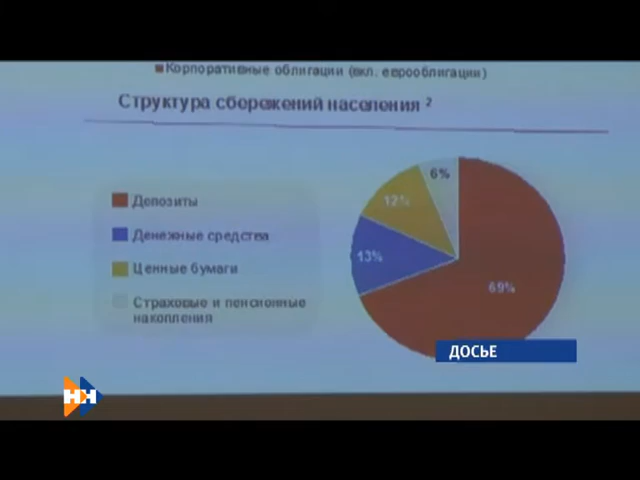 Корпоративные облигации (вкл. еврооблигации)
Структура сбережений населения ²
Депозиты
Денежные средства
Ценные бумаги
Страховые и пенсионные
накопления
6%
12%
13%
69%
ДОСЬЕ
НН